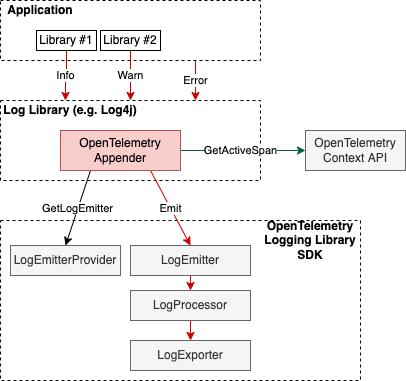 Application
Library #1
Library #2
Info
Warn
Error
Log Library (e.g. Log4j)
OpenTelemetry
Appender
GetActiveSpan
OpenTelemetry
Context API
GetLogEmitter
Emit
OpenTelemetry
Logging Library
SDK
LogEmitterProvider
LogEmitter
LogProcessor
LogExporter